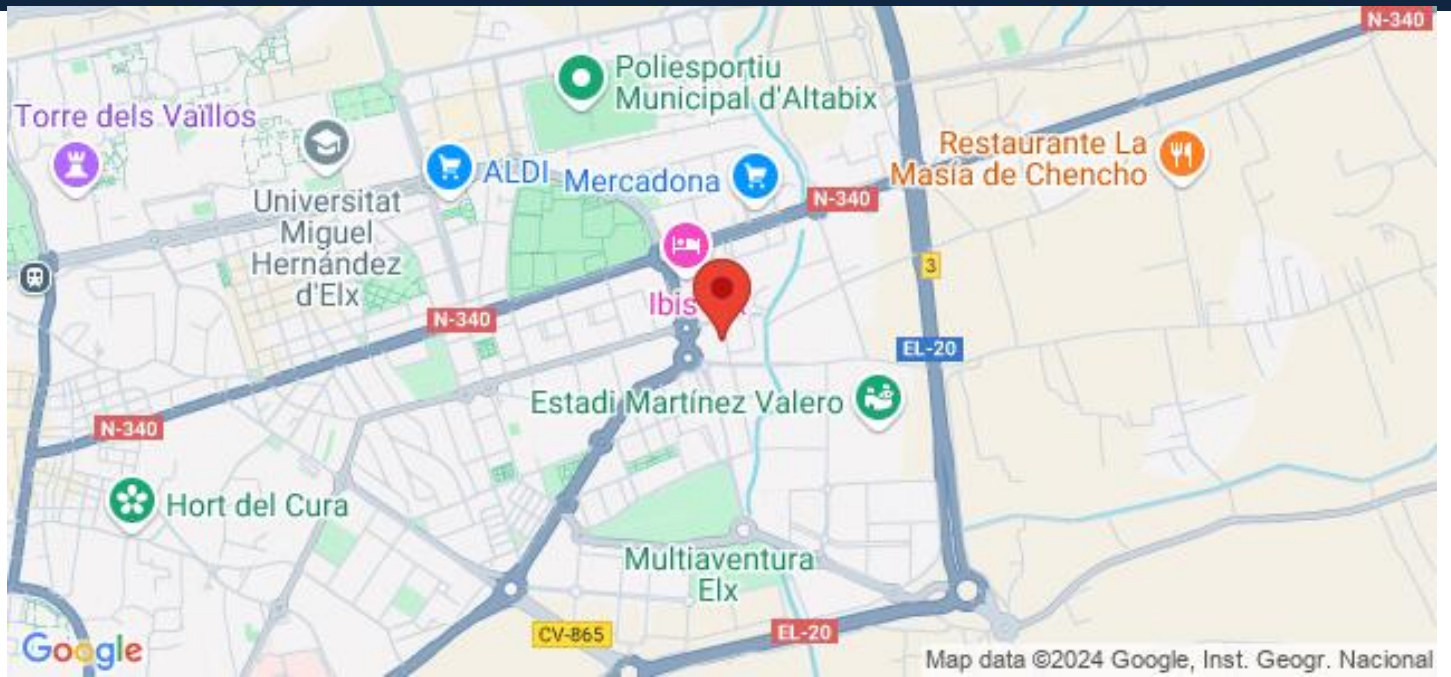 N-340
Poliesportiu
Municipal d'Altabix
Torre dels Vaïllos
Restaurante La
Masía de Chencho
ALDI
Mercadona
N-340
Universitat
Miguel
Hernández
d'Elx
3
Ibis
N-340
EL-20
Estadi Martínez Valero
N-340
Hort del Cura
Multiaventura
Elx
CV-865
EL-20
Google
Map data ©2024 Google, Inst. Geogr. Nacional